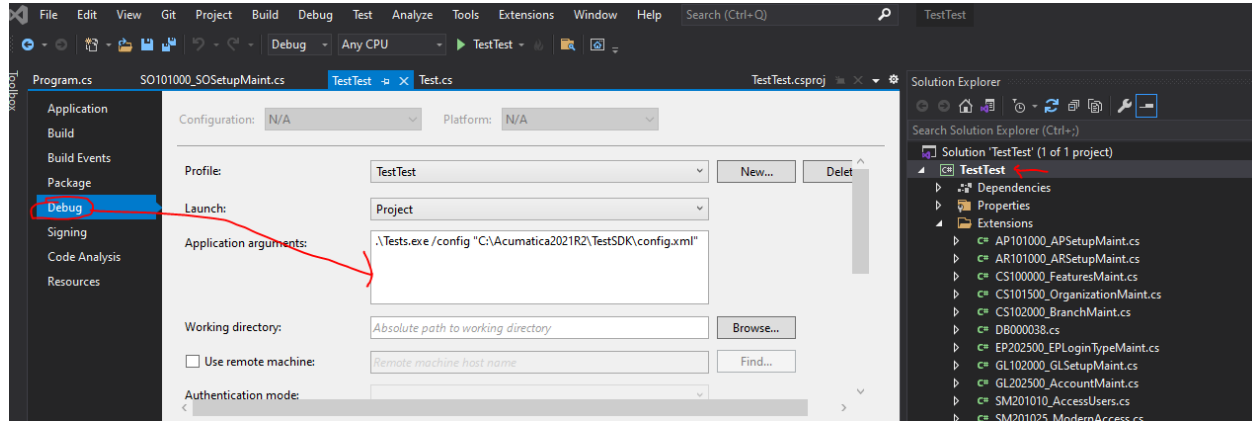 File Edit View Git Project Build Debug Test Analyze Tools Extensions Window Help Search (Ctrl+Q) TestTest
Debug Any CPU TestTest
Toolbox
Program.cs SO101000_SOSetupMaint.cs TestTest Test.cs TestTest.csproj
Application
Build
Build Events
Package
Debug
Signing
Code Analysis
Resources
Configuration: N/A Platform: N/A
Profile: TestTest New... Delet
Launch: Project
Application arguments: .\Tests.exe /config "C:\Acumatica2021R2\TestSDK\config.xml"
Working directory: Absolute path to working directory Browse...
Use remote machine: Remote machine host name Find...
Authentication mode:
Solution Explorer
Search Solution Explorer (Ctrl+;)
Solution 'TestTest' (1 of 1 project)
C# TestTest
Dependencies
Properties
Extensions
C# AP101000_APSetupMaint.cs
C# AR101000_ARSetupMaint.cs
C# CS100000_FeaturesMaint.cs
C# CS101500_OrganizationMaint.cs
C# CS102000_BranchMaint.cs
C# DB000038.cs
C# EP202500_EPLoginTypeMaint.cs
C# GL102000_GLSetupMaint.cs
C# GL202500_AccountMaint.cs
C# SM201010_AccessUsers.cs
C# SM201025_ModernAccess.cs